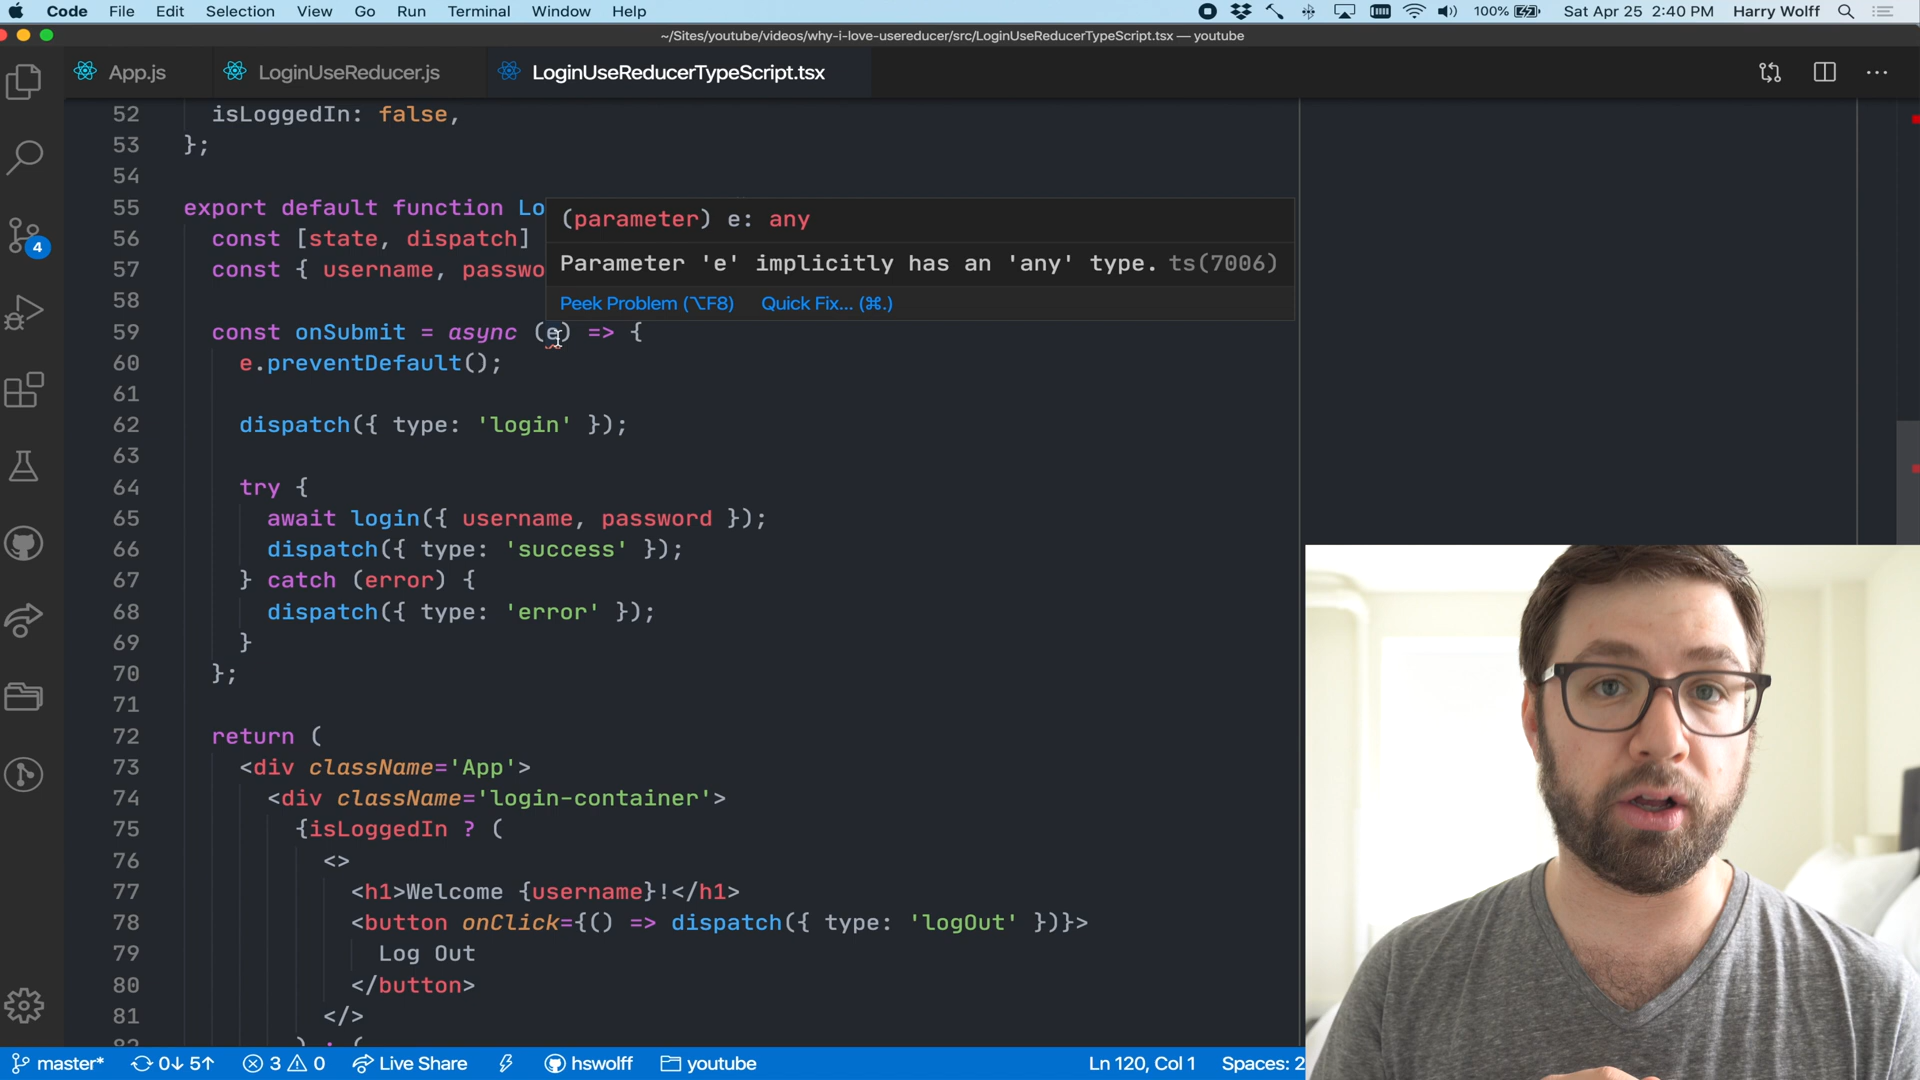 Code File Edit Selection View Go Run Terminal Window Help 100% Sat Apr 25 2:40 PM Harry Wolff
~/Sites/youtube/videos/why-i-love-usereducer/src/LoginUseReducerTypeScript.tsx — youtube
App.js LoginUseReducer.js LoginUseReducerTypeScript.tsx
52 isLoggedIn: false,
53 };
54
55 export default function Lo
(parameter) e: any
56 const [state, dispatch]
57 const { username, passwo
Parameter 'e' implicitly has an 'any' type. ts(7006)
58
Peek Problem (⌥F8) Quick Fix... (⌘.)
59 const onSubmit = async (e) => {
60 e.preventDefault();
61
62 dispatch({ type: 'login' });
63
64 try {
65 await login({ username, password });
66 dispatch({ type: 'success' });
67 } catch (error) {
68 dispatch({ type: 'error' });
69 }
70 };
71
72 return (
73 <div className='App'>
74 <div className='login-container'>
75 {isLoggedIn ? (
76 <>
77 <h1>Welcome {username}!</h1>
78 <button onClick={() => dispatch({ type: 'logOut' })}>
79 Log Out
80 </button>
81 </>
82 ) : (
4
master* 0↓ 5↑ 3 0 Live Share hswolff youtube Ln 120, Col 1 Spaces: 2